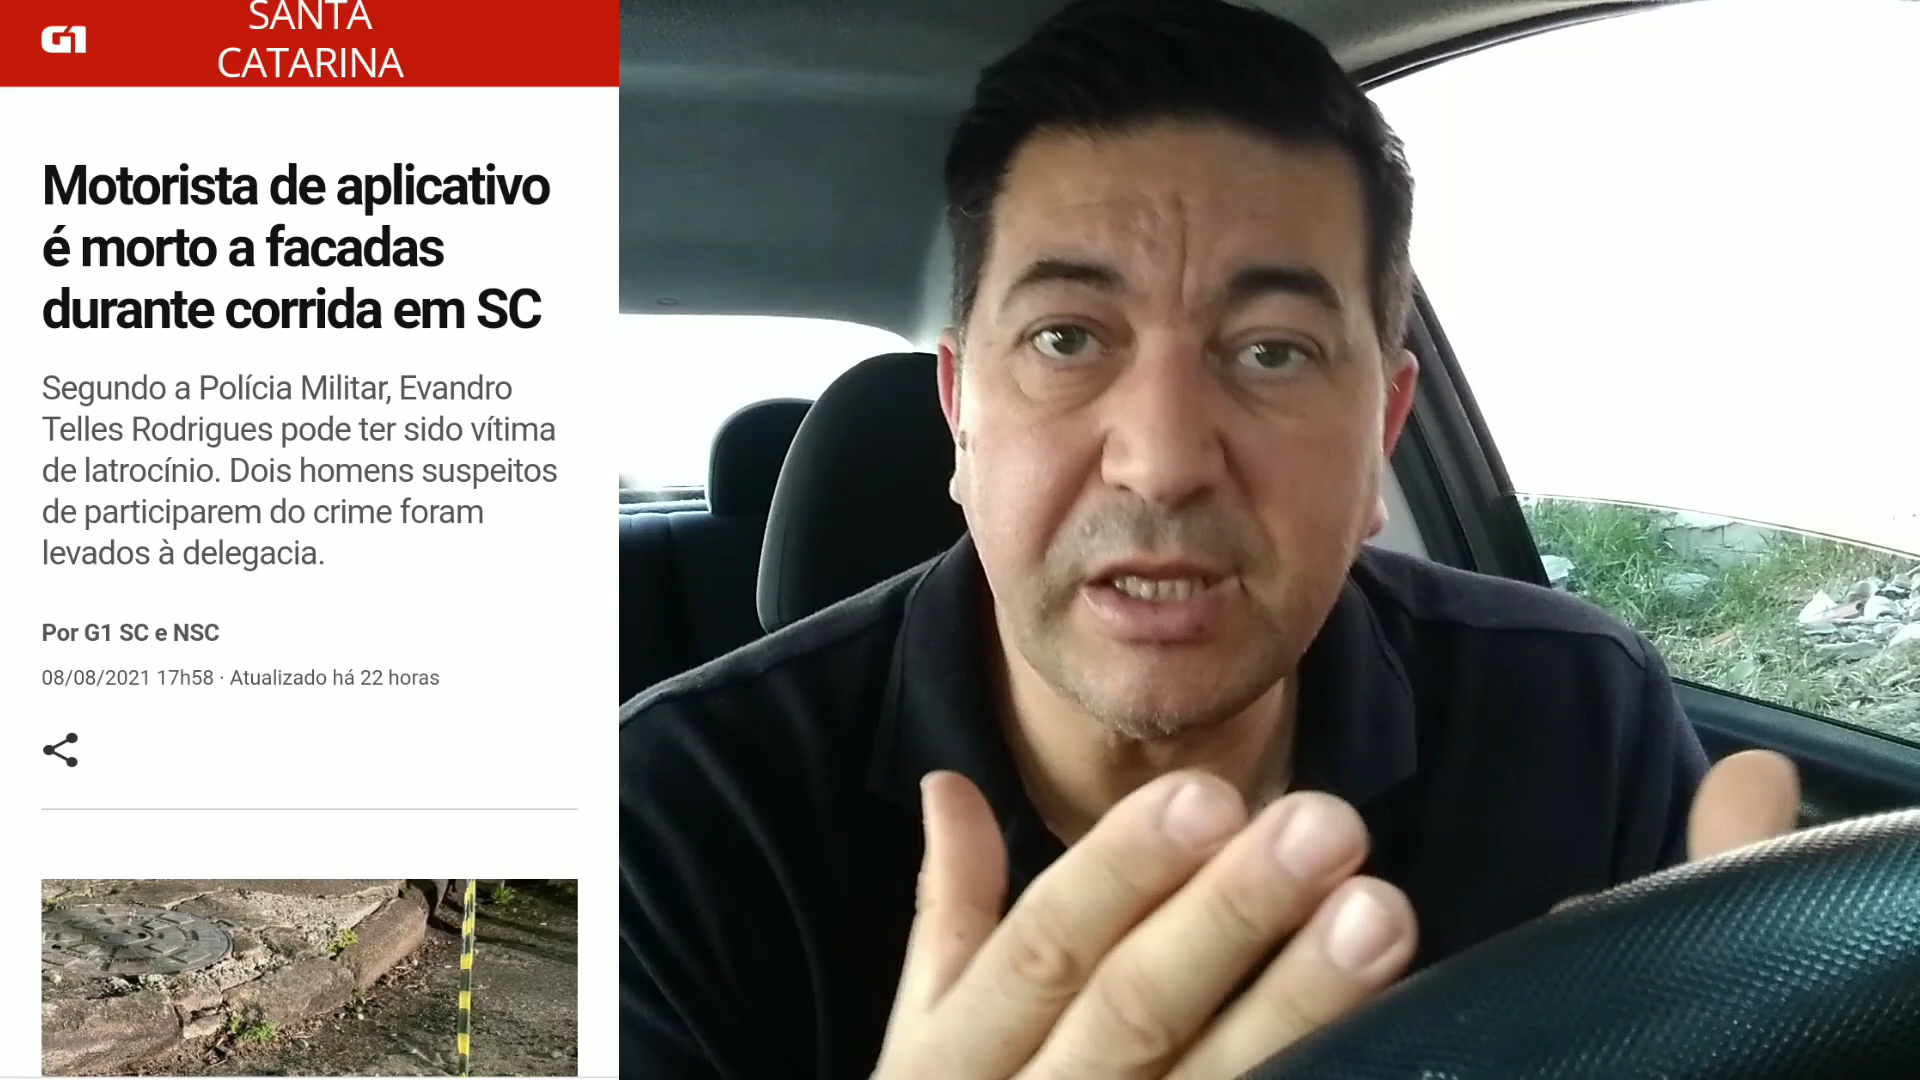 G1
SANTA
CATARINA
Motorista de aplicativo
é morto a facadas
durante corrida em SC
Segundo a Polícia Militar, Evandro
Telles Rodrigues pode ter sido vítima
de latrocínio. Dois homens suspeitos
de participarem do crime foram
levados à delegacia.
Por G1 SC e NSC
08/08/2021 17h58 · Atualizado há 22 horas